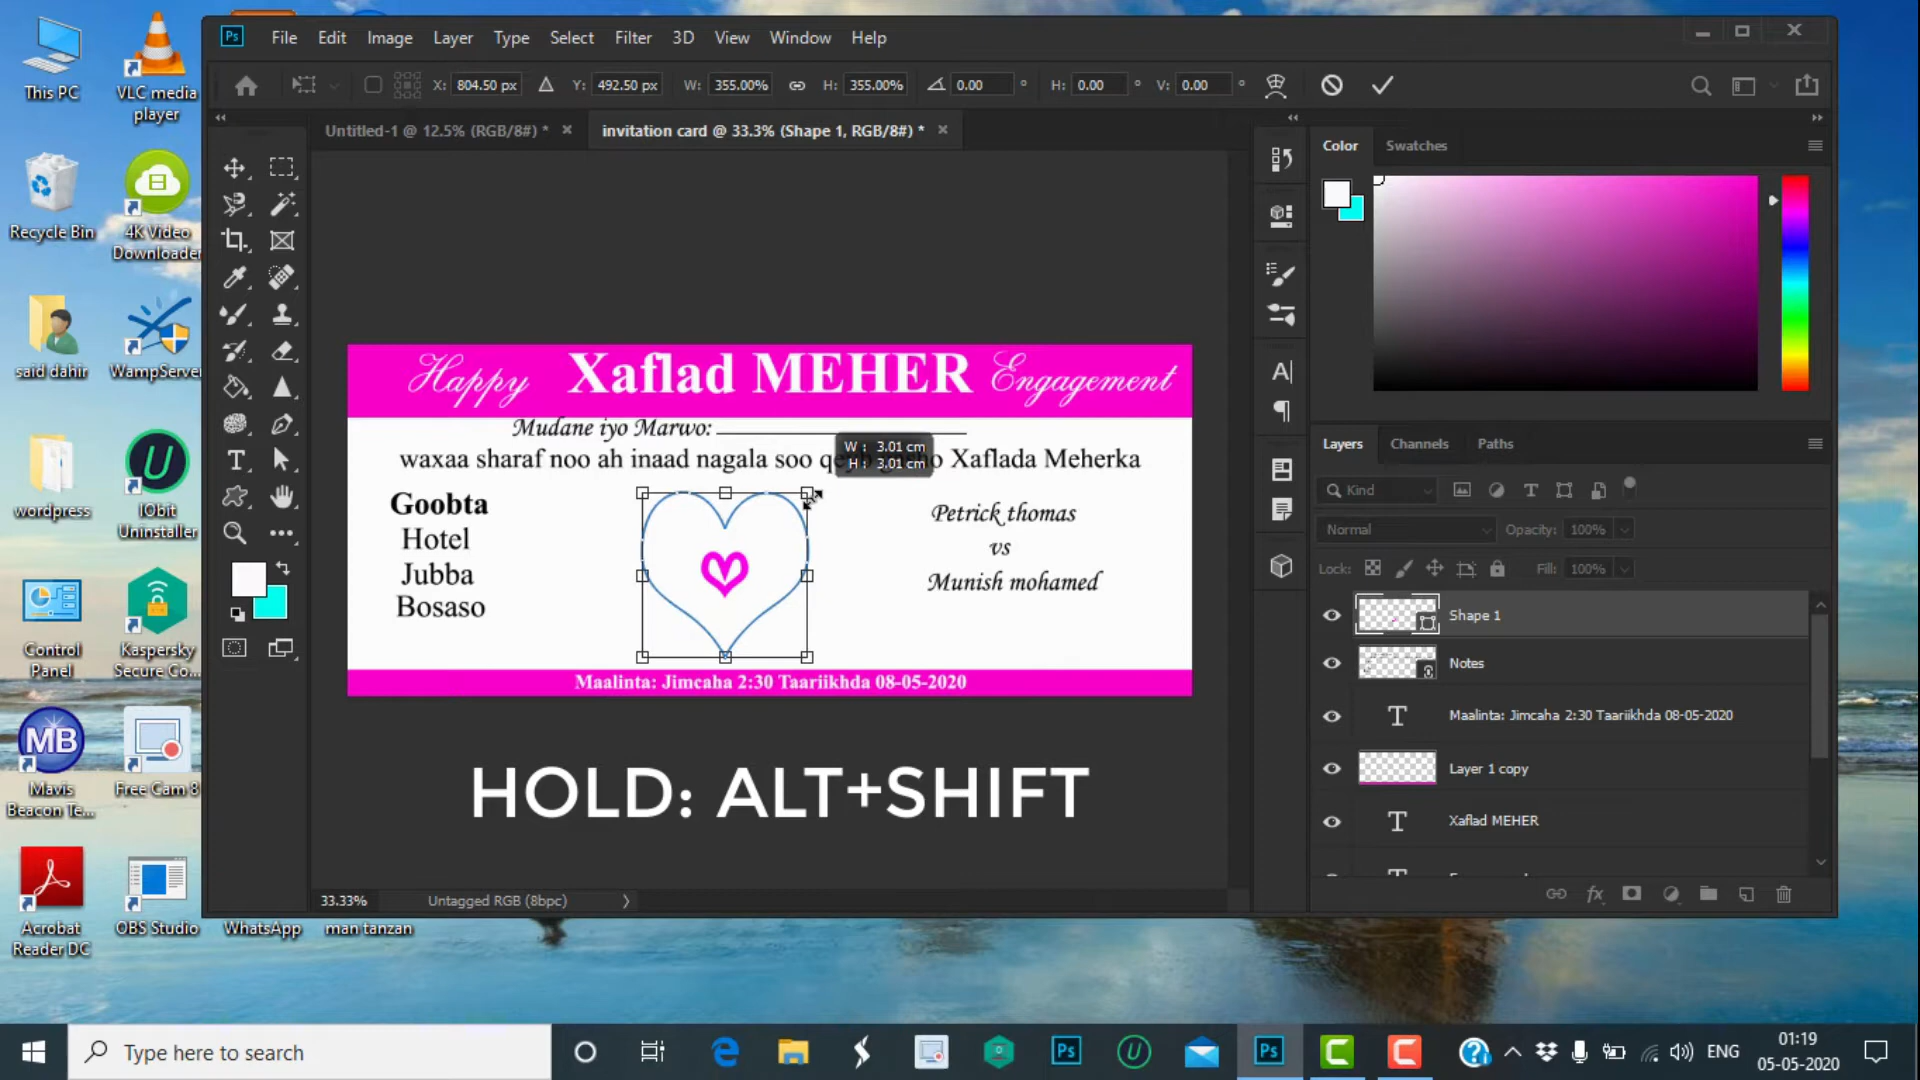 File Edit Image Layer Type Select Filter 3D View Window Help
X: 804.50 px Y: 492.50 px W: 355.00% H: 355.00% 0.00 ° H: 0.00 ° V: 0.00 °
Untitled-1 @ 12.5% (RGB/8#) * invitation card @ 33.3% (Shape 1, RGB/8#) *
This PC
VLC media player
Recycle Bin
4K Video Downloader
said dahir
WampServer
wordpress
IObit Uninstaller
Control Panel
Kaspersky Secure Co...
Mavis Beacon Te...
Free Cam 8
Acrobat Reader DC
OBS Studio
WhatsApp
man tanzan
Happy Xaflad MEHER Engagement
Mudane iyo Marwo:
waxaa sharaf noo ah inaad nagala soo Xaflada Meherka
W : 3.01 cm
H : 3.01 cm
Goobta
Hotel
Jubba
Bosaso
Petrick thomas
vs
Munish mohamed
Maalinta: Jimcaha 2:30 Taariikhda 08-05-2020
HOLD: ALT+SHIFT
33.33% Untagged RGB (8bpc)
Color Swatches
Layers Channels Paths
Kind
Normal Opacity: 100%
Lock: Fill: 100%
Shape 1
Notes
Maalinta: Jimcaha 2:30 Taariikhda 08-05-2020
Layer 1 copy
Xaflad MEHER
Type here to search
ENG
01:19
05-05-2020